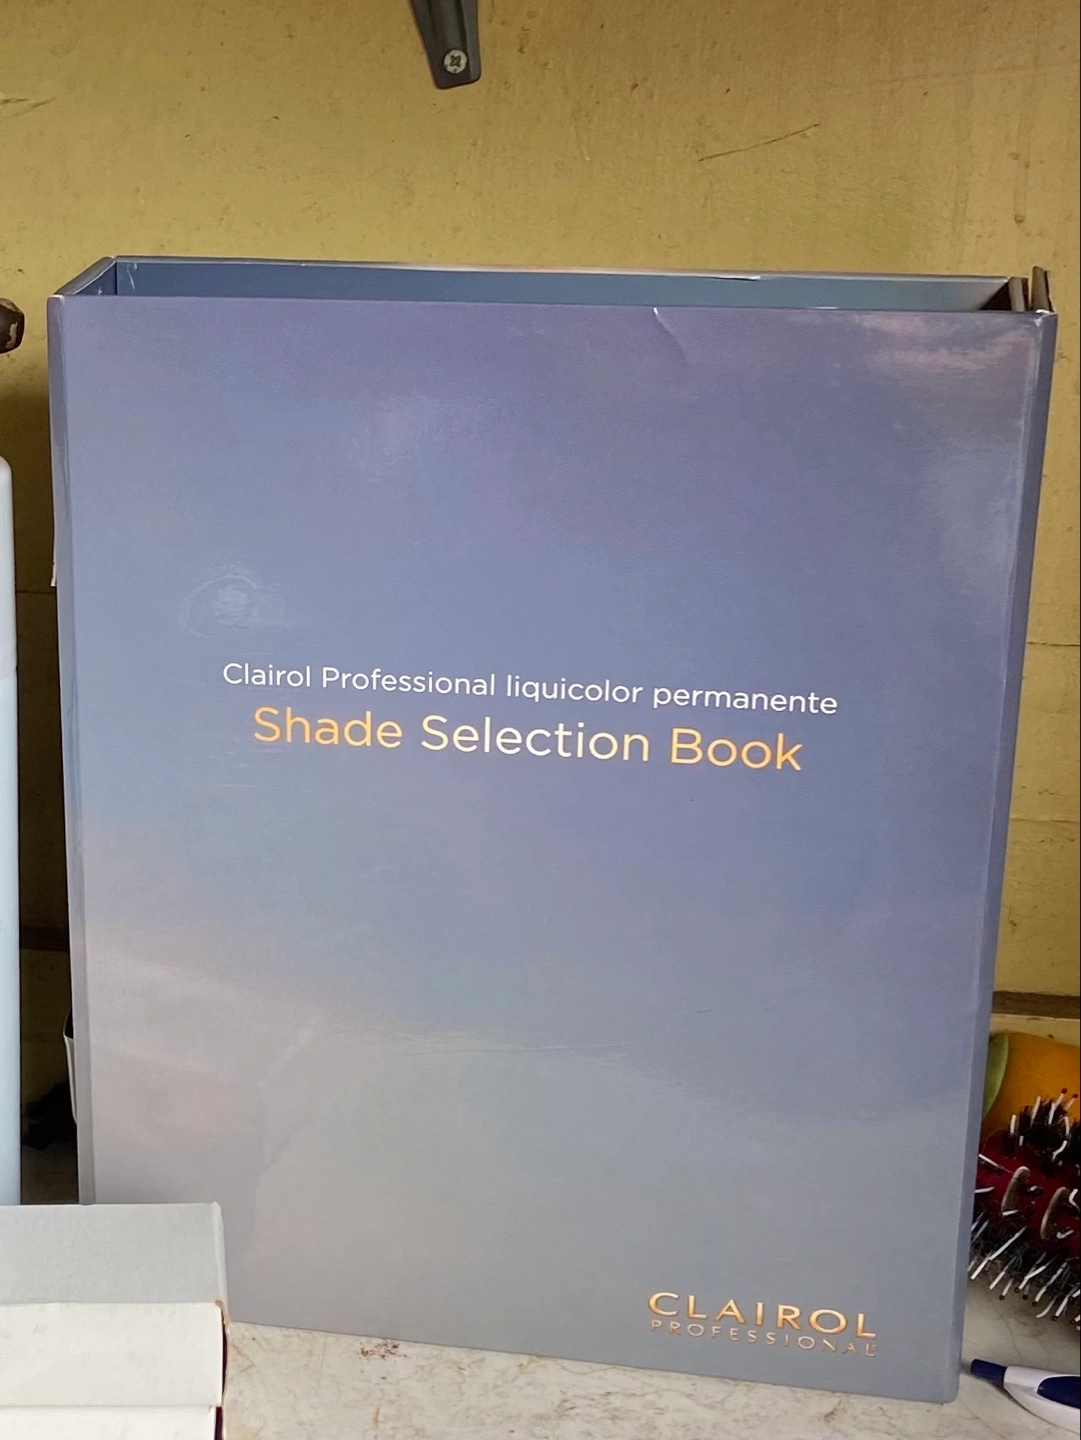 Clairol Professional liquicolor permanente
Shade Selection Book
CLAIROL
PROFESSIONAL